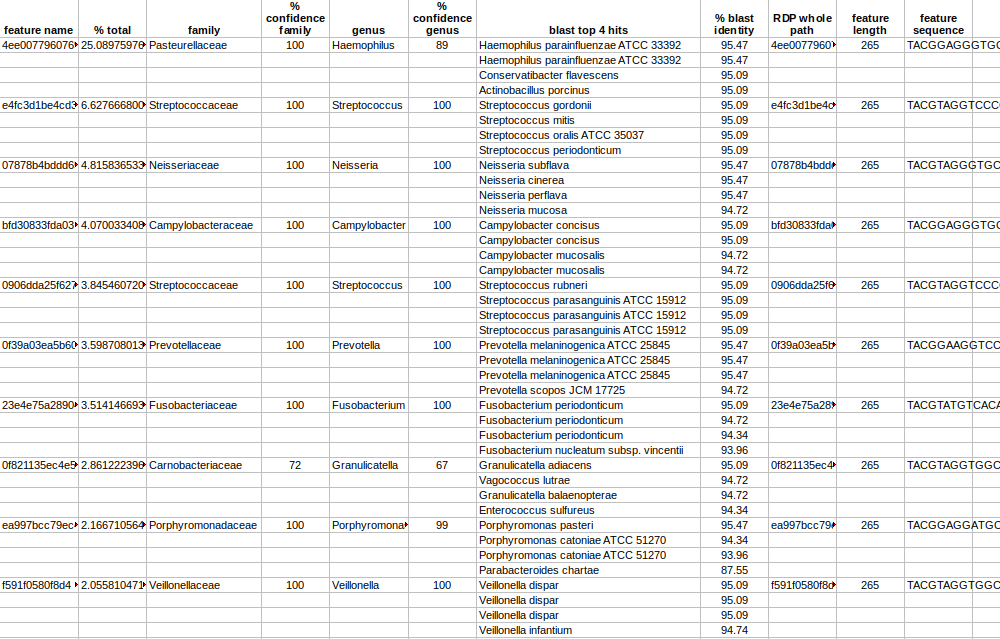 feature name % total family % confidence family genus % confidence genus blast top 4 hits % blast identity RDP whole path feature length feature sequence
4ee007796076 25.08975976 Pasteurellaceae 100 Haemophilus 89 Haemophilus parainfluenzae ATCC 33392 95.47 4ee0077960 265 TACGGAGGGTGC
Haemophilus parainfluenzae ATCC 33392 95.47
Conservatibacter flavescens 95.09
Actinobacillus porcinus 95.09
e4fc3d1be4cd3 6.627666800 Streptococcaceae 100 Streptococcus 100 Streptococcus gordonii 95.09 e4fc3d1be4c 265 TACGTAGGTCCC
Streptococcus mitis 95.09
Streptococcus oralis ATCC 35037 95.09
Streptococcus periodonticum 95.09
07878b4bddd6 4.815836533 Neisseriaceae 100 Neisseria 100 Neisseria subflava 95.47 07878b4bdd 265 TACGTAGGGTGC
Neisseria cinerea 95.47
Neisseria perflava 95.47
Neisseria mucosa 94.72
bfd30833fda03 4.070033408 Campylobacteraceae 100 Campylobacter 100 Campylobacter concisus 95.09 bfd30833fda 265 TACGGAGGGTGC
Campylobacter concisus 95.09
Campylobacter mucosalis 94.72
Campylobacter mucosalis 94.72
0906dda25f627 3.845460720 Streptococcaceae 100 Streptococcus 100 Streptococcus rubneri 95.09 0906dda25f6 265 TACGTAGGTCCC
Streptococcus parasanguinis ATCC 15912 95.09
Streptococcus parasanguinis ATCC 15912 95.09
Streptococcus parasanguinis ATCC 15912 95.09
0f39a03ea5b60 3.598708013 Prevotellaceae 100 Prevotella 100 Prevotella melaninogenica ATCC 25845 95.47 0f39a03ea5b 265 TACGGAAGGTCC
Prevotella melaninogenica ATCC 25845 95.47
Prevotella melaninogenica ATCC 25845 95.47
Prevotella scopos JCM 17725 94.72
23e4e75a2890 3.514146693 Fusobacteriaceae 100 Fusobacterium 100 Fusobacterium periodonticum 95.09 23e4e75a28 265 TACGTATGTCACA
Fusobacterium periodonticum 94.72
Fusobacterium periodonticum 94.34
Fusobacterium nucleatum subsp. vincentii 93.96
0f821135ec4e5 2.861222396 Carnobacteriaceae 72 Granulicatella 67 Granulicatella adiacens 95.09 0f821135ec4 265 TACGTAGGTGGC
Vagococcus lutrae 94.72
Granulicatella balaenopterae 94.72
Enterococcus sulfureus 94.34
ea997bcc79ec 2.166710564 Porphyromonadaceae 100 Porphyromona 99 Porphyromonas pasteri 95.47 ea997bcc79 265 TACGGAGGATGC
Porphyromonas catoniae ATCC 51270 94.34
Porphyromonas catoniae ATCC 51270 93.96
Parabacteroides chartae 87.55
f591f0580f8d4 2.055810471 Veillonellaceae 100 Veillonella 100 Veillonella dispar 95.09 f591f0580f8d 265 TACGTAGGTGGC
Veillonella dispar 95.09
Veillonella dispar 95.09
Veillonella infantium 94.74